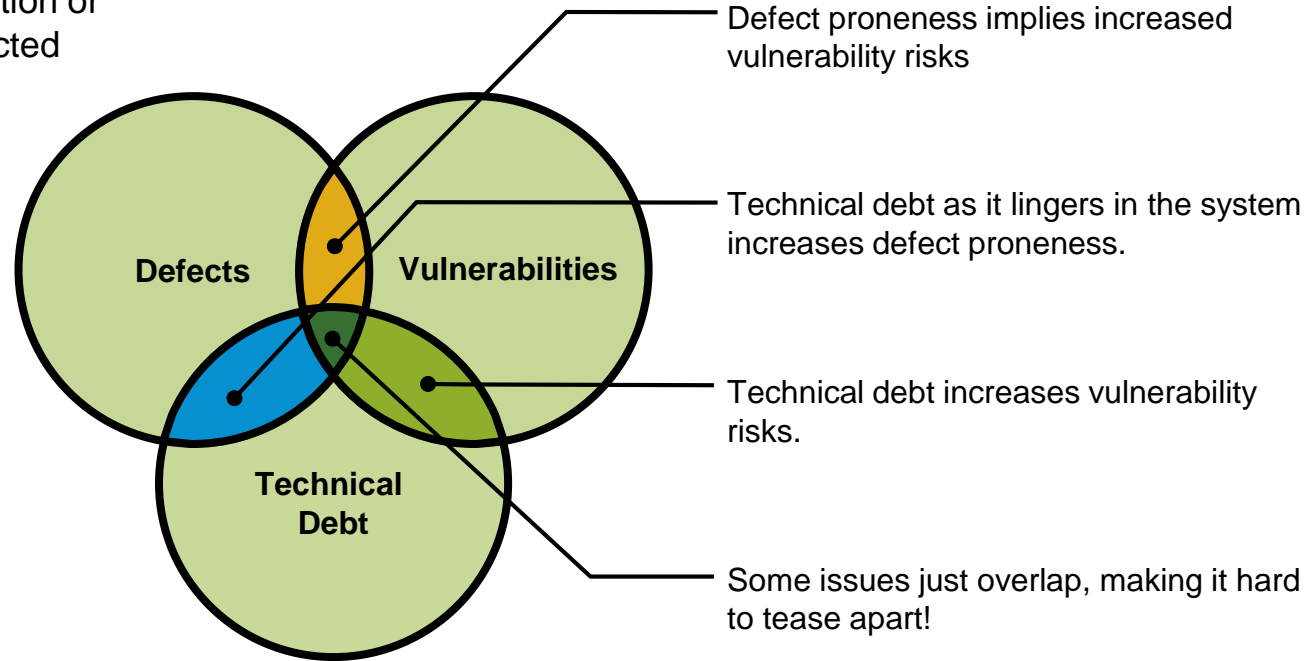 Defect proneness implies increased
vulnerability risks
Defects
Vulnerabilities
Technical debt as it lingers in the system
increases defect proneness.
Technical debt increases vulnerability
risks.
Technical
Debt
Some issues just overlap, making it hard
to tease apart!